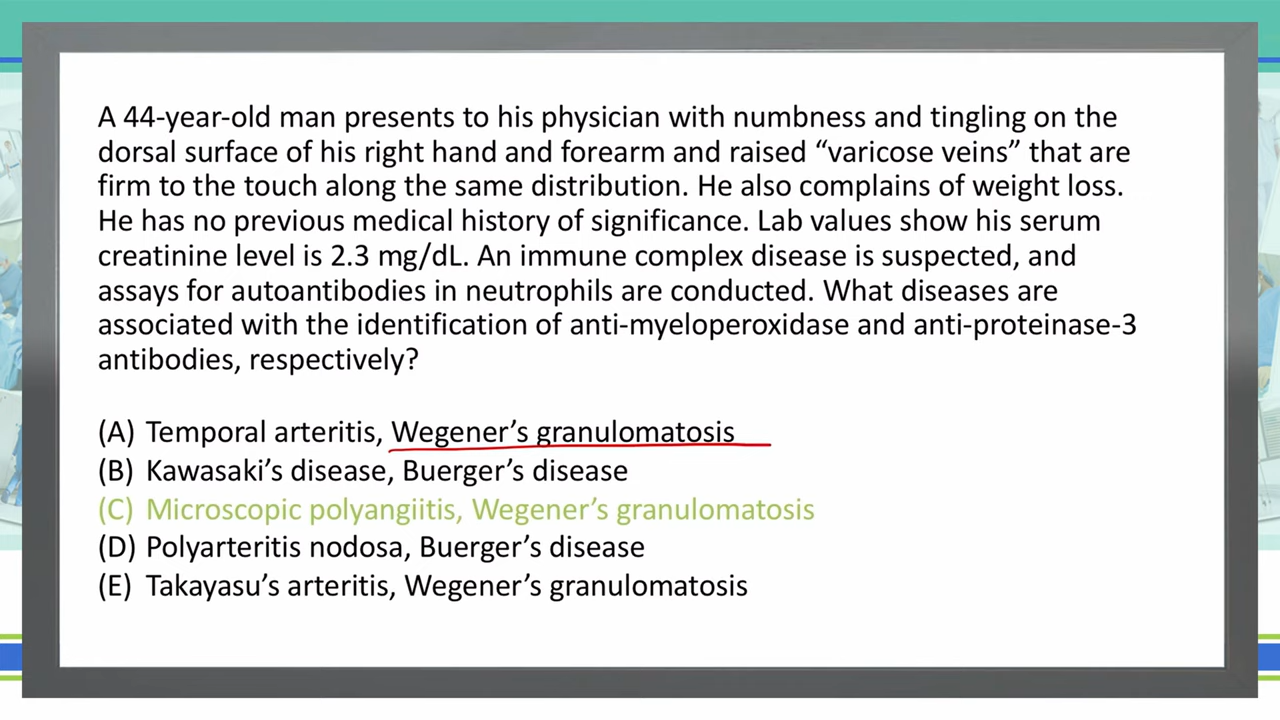 A 44-year-old man presents to his physician with numbness and tingling on the
dorsal surface of his right hand and forearm and raised “varicose veins” that are
firm to the touch along the same distribution. He also complains of weight loss.
He has no previous medical history of significance. Lab values show his serum
creatinine level is 2.3 mg/dL. An immune complex disease is suspected, and
assays for autoantibodies in neutrophils are conducted. What diseases are
associated with the identification of anti-myeloperoxidase and anti-proteinase-3
antibodies, respectively?
(A) Temporal arteritis, Wegener’s granulomatosis
(B) Kawasaki’s disease, Buerger’s disease
(C) Microscopic polyangiitis, Wegener’s granulomatosis
(D) Polyarteritis nodosa, Buerger’s disease
(E) Takayasu’s arteritis, Wegener’s granulomatosis